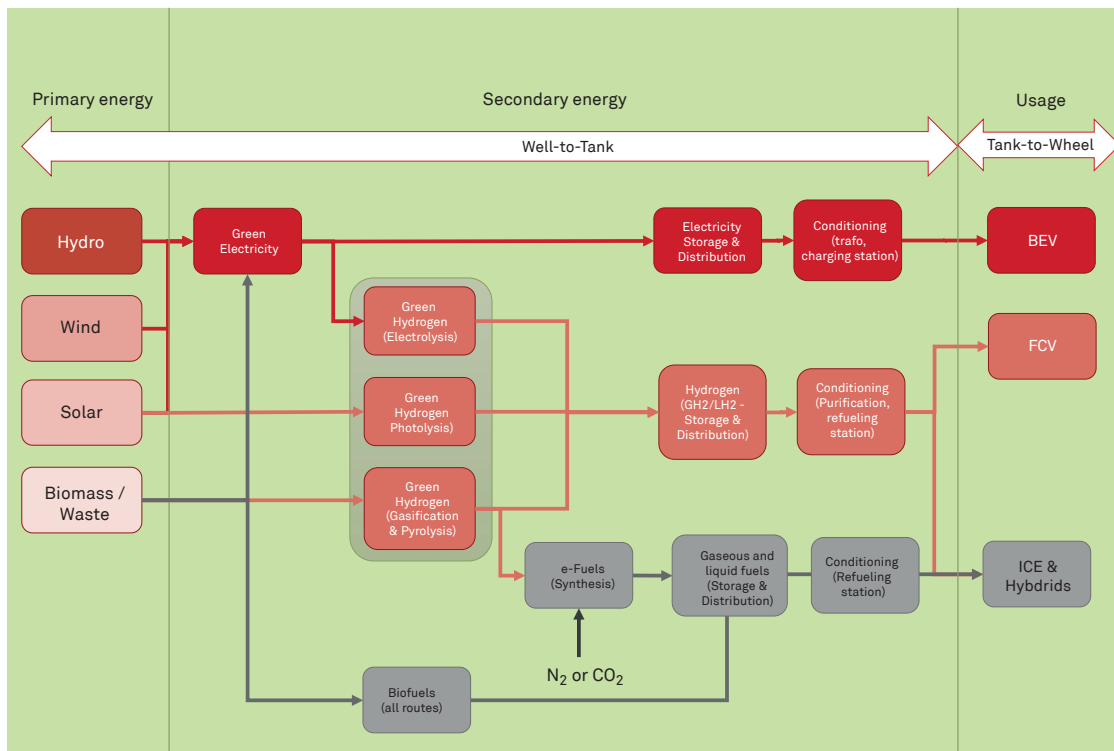 Primary energy
Secondary energy
Usage
Well-to-Tank
Tank-to-Wheel
Hydro
Green
Electricity
Electricity
Storage &
Distribution
Conditioning
(trafo,
charging station)
BEV
Wind
Green
Hydrogen
(Electrolysis)
FCV
Solar
Green
Hydrogen
Photolysis)
Hydrogen
(GH2/LH2 -
Storage &
Distribution)
Conditioning
(Purification,
refueling
station)
Biomass /
Waste
Green
Hydrogen
(Gasification
& Pyrolysis)
e-Fuels
(Synthesis)
Gaseous and
liquid fuels
(Storage &
Distribution)
Conditioning
(Refueling
station)
ICE &
Hybdrids
N₂ or CO₂
Biofuels
(all routes)